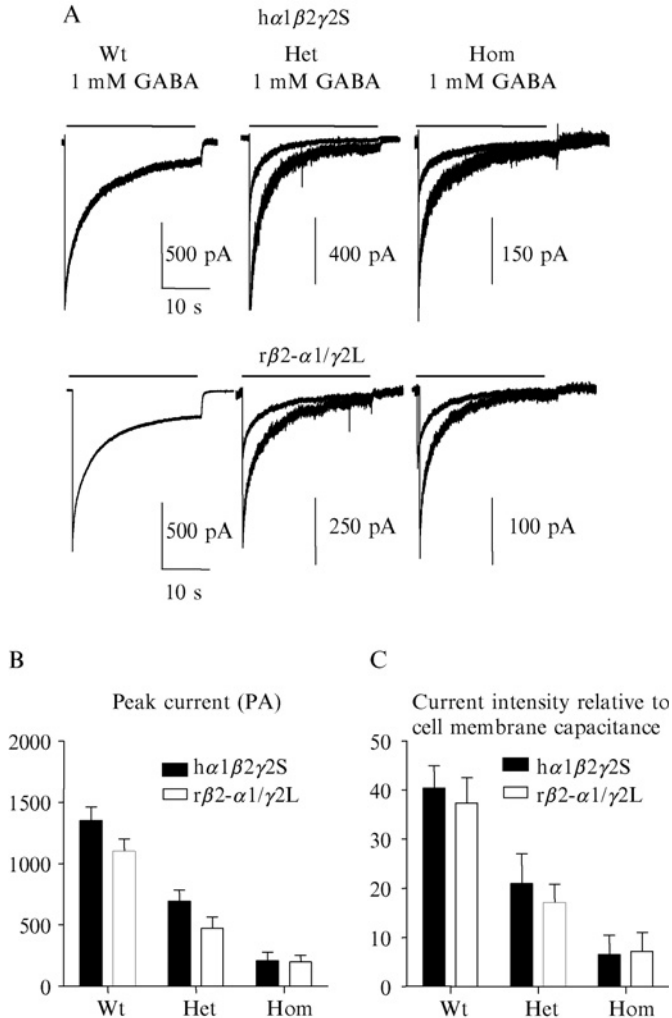 A
hα1β2γ2S
Wt Het Hom
1 mM GABA 1 mM GABA 1 mM GABA
500 pA 400 pA 150 pA
10 s
rβ2-α1/γ2L
500 pA 250 pA 100 pA
10 s
B
Peak current (PA)
2000
1500
1000
500
0
hα1β2γ2S
rβ2-α1/γ2L
Wt Het Hom
C
Current intensity relative to
cell membrane capacitance
50
40
30
20
10
0
hα1β2γ2S
rβ2-α1/γ2L
Wt Het Hom